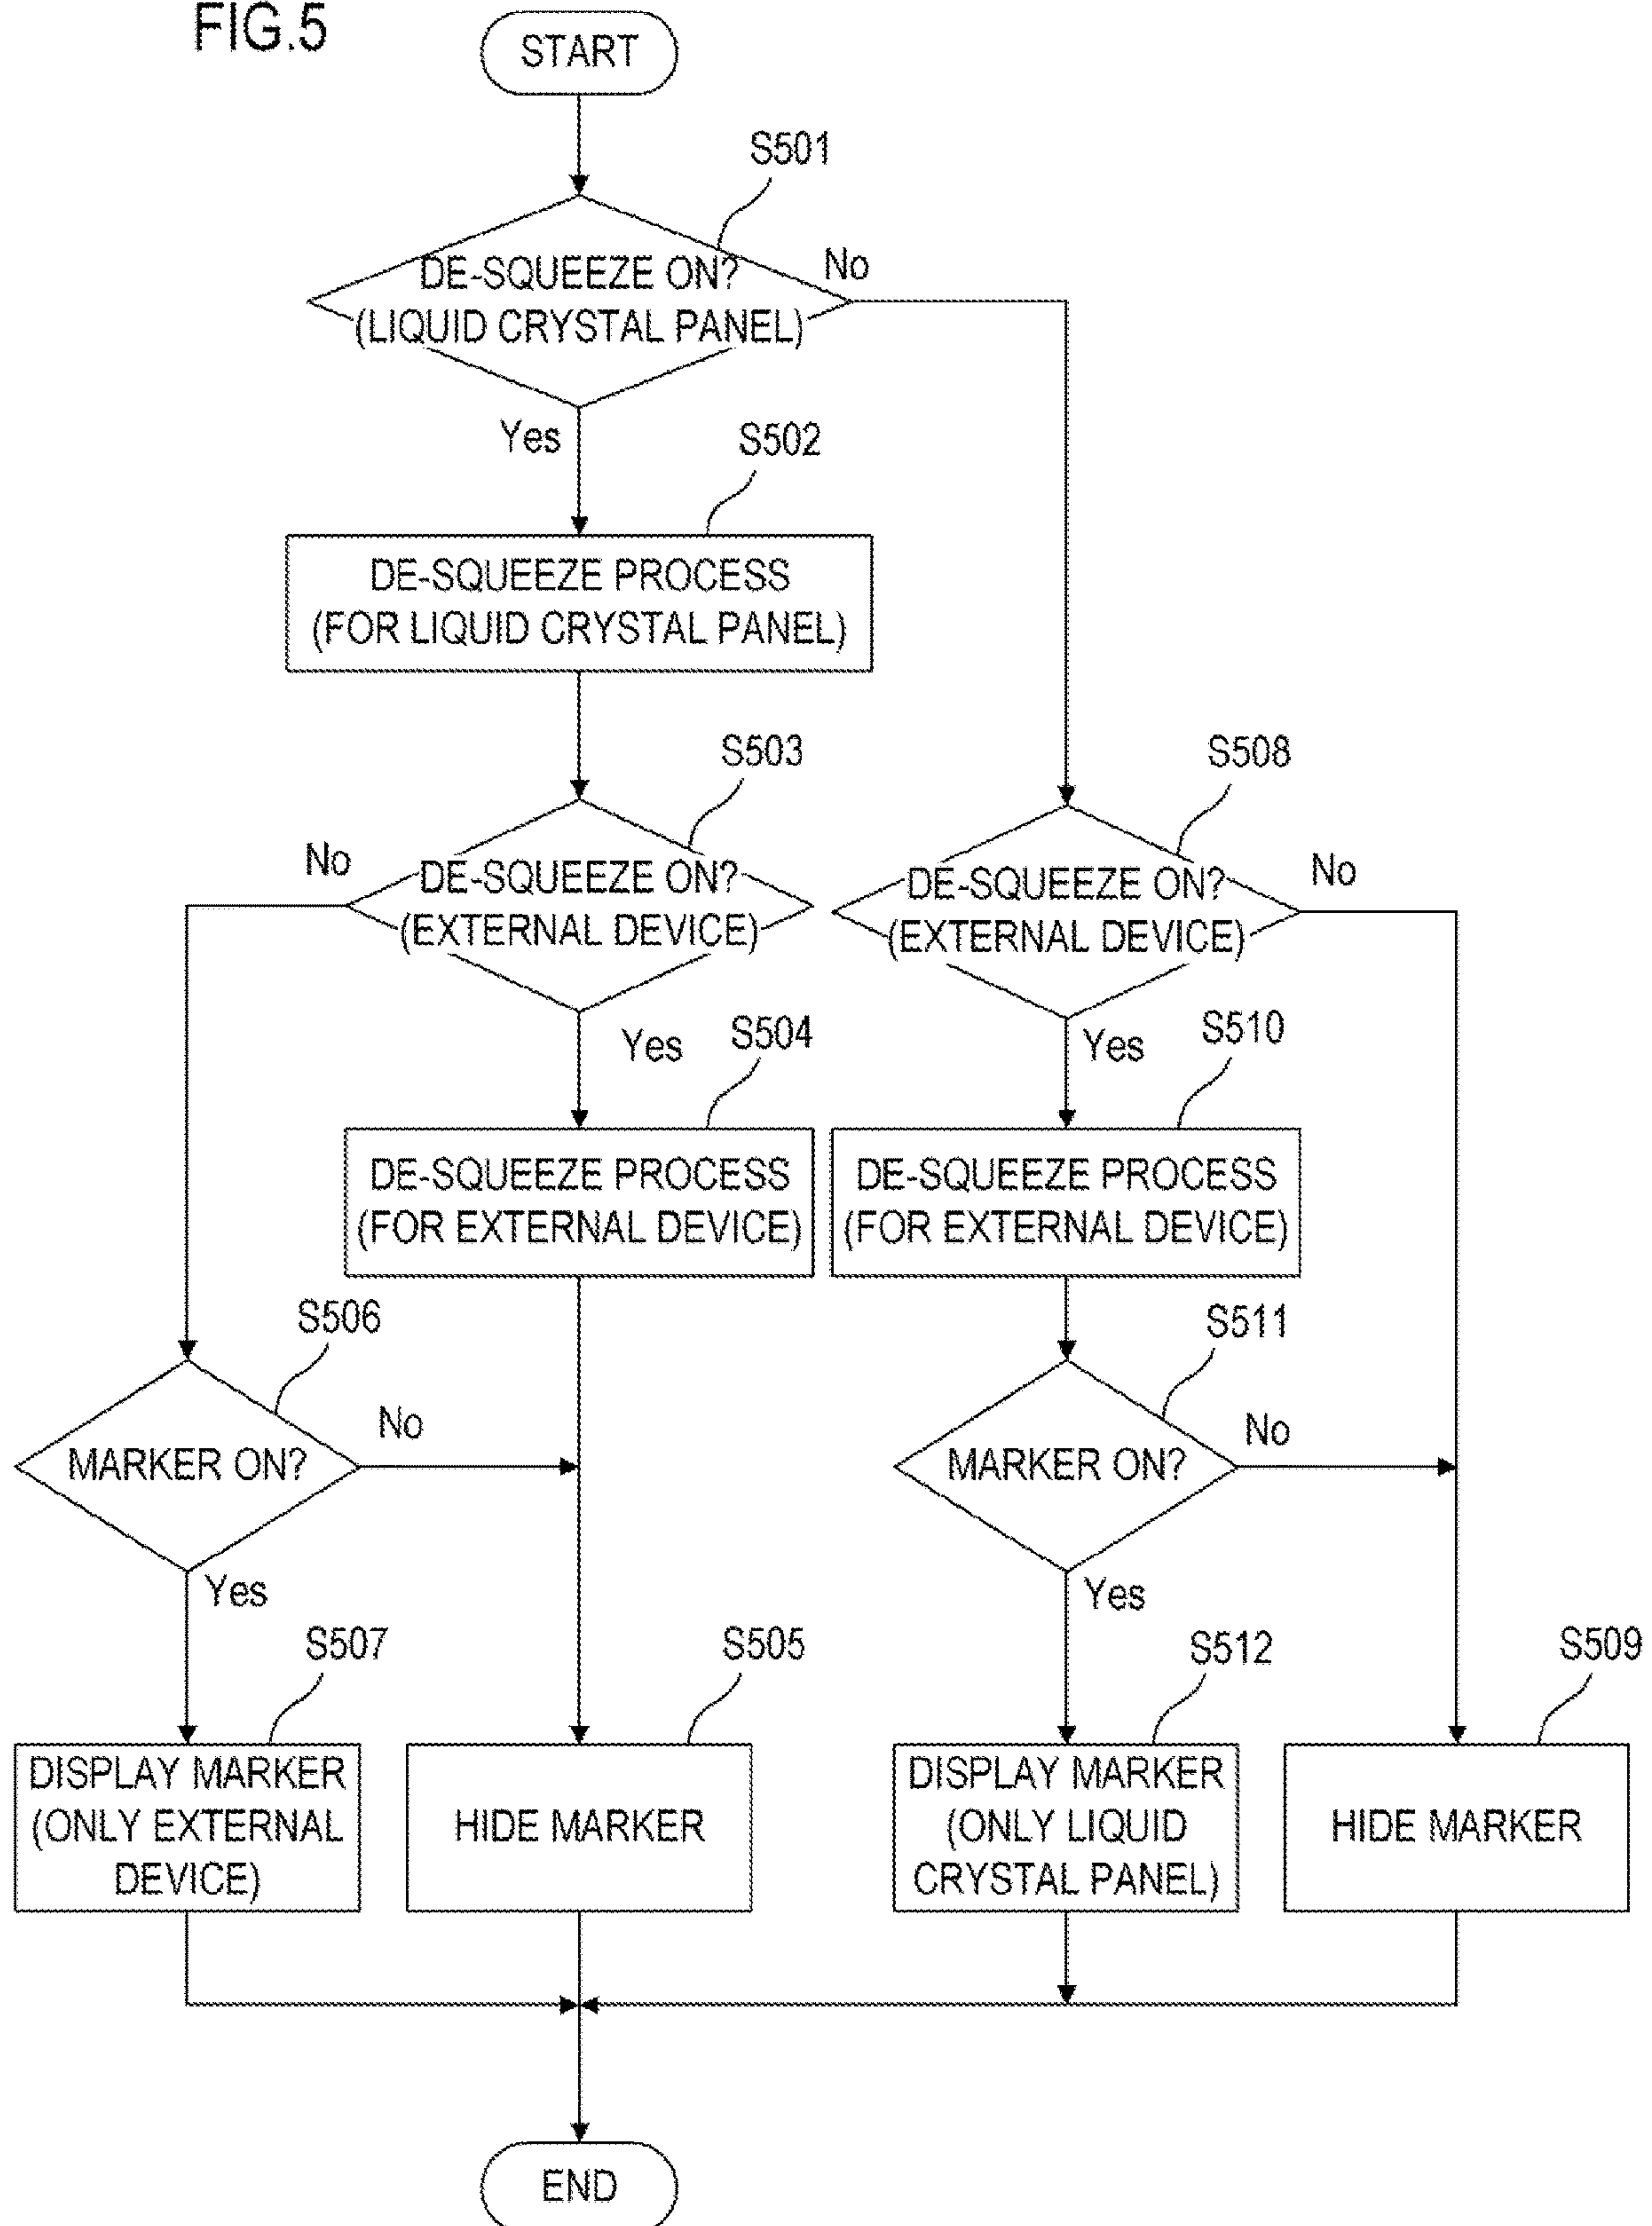 FIG.5
START
S501
DE-SQUEEZE ON?
(LIQUID CRYSTAL PANEL)
No
Yes
S502
DE-SQUEEZE PROCESS
(FOR LIQUID CRYSTAL PANEL)
S503
S508
No
DE-SQUEEZE ON?
(EXTERNAL DEVICE)
DE-SQUEEZE ON?
(EXTERNAL DEVICE)
No
Yes
S504
Yes
S510
DE-SQUEEZE PROCESS
(FOR EXTERNAL DEVICE)
DE-SQUEEZE PROCESS
(FOR EXTERNAL DEVICE)
S506
S511
MARKER ON?
No
MARKER ON?
No
Yes
Yes
S507
S505
S512
S509
DISPLAY MARKER
(ONLY EXTERNAL
DEVICE)
HIDE MARKER
DISPLAY MARKER
(ONLY LIQUID
CRYSTAL PANEL)
HIDE MARKER
END